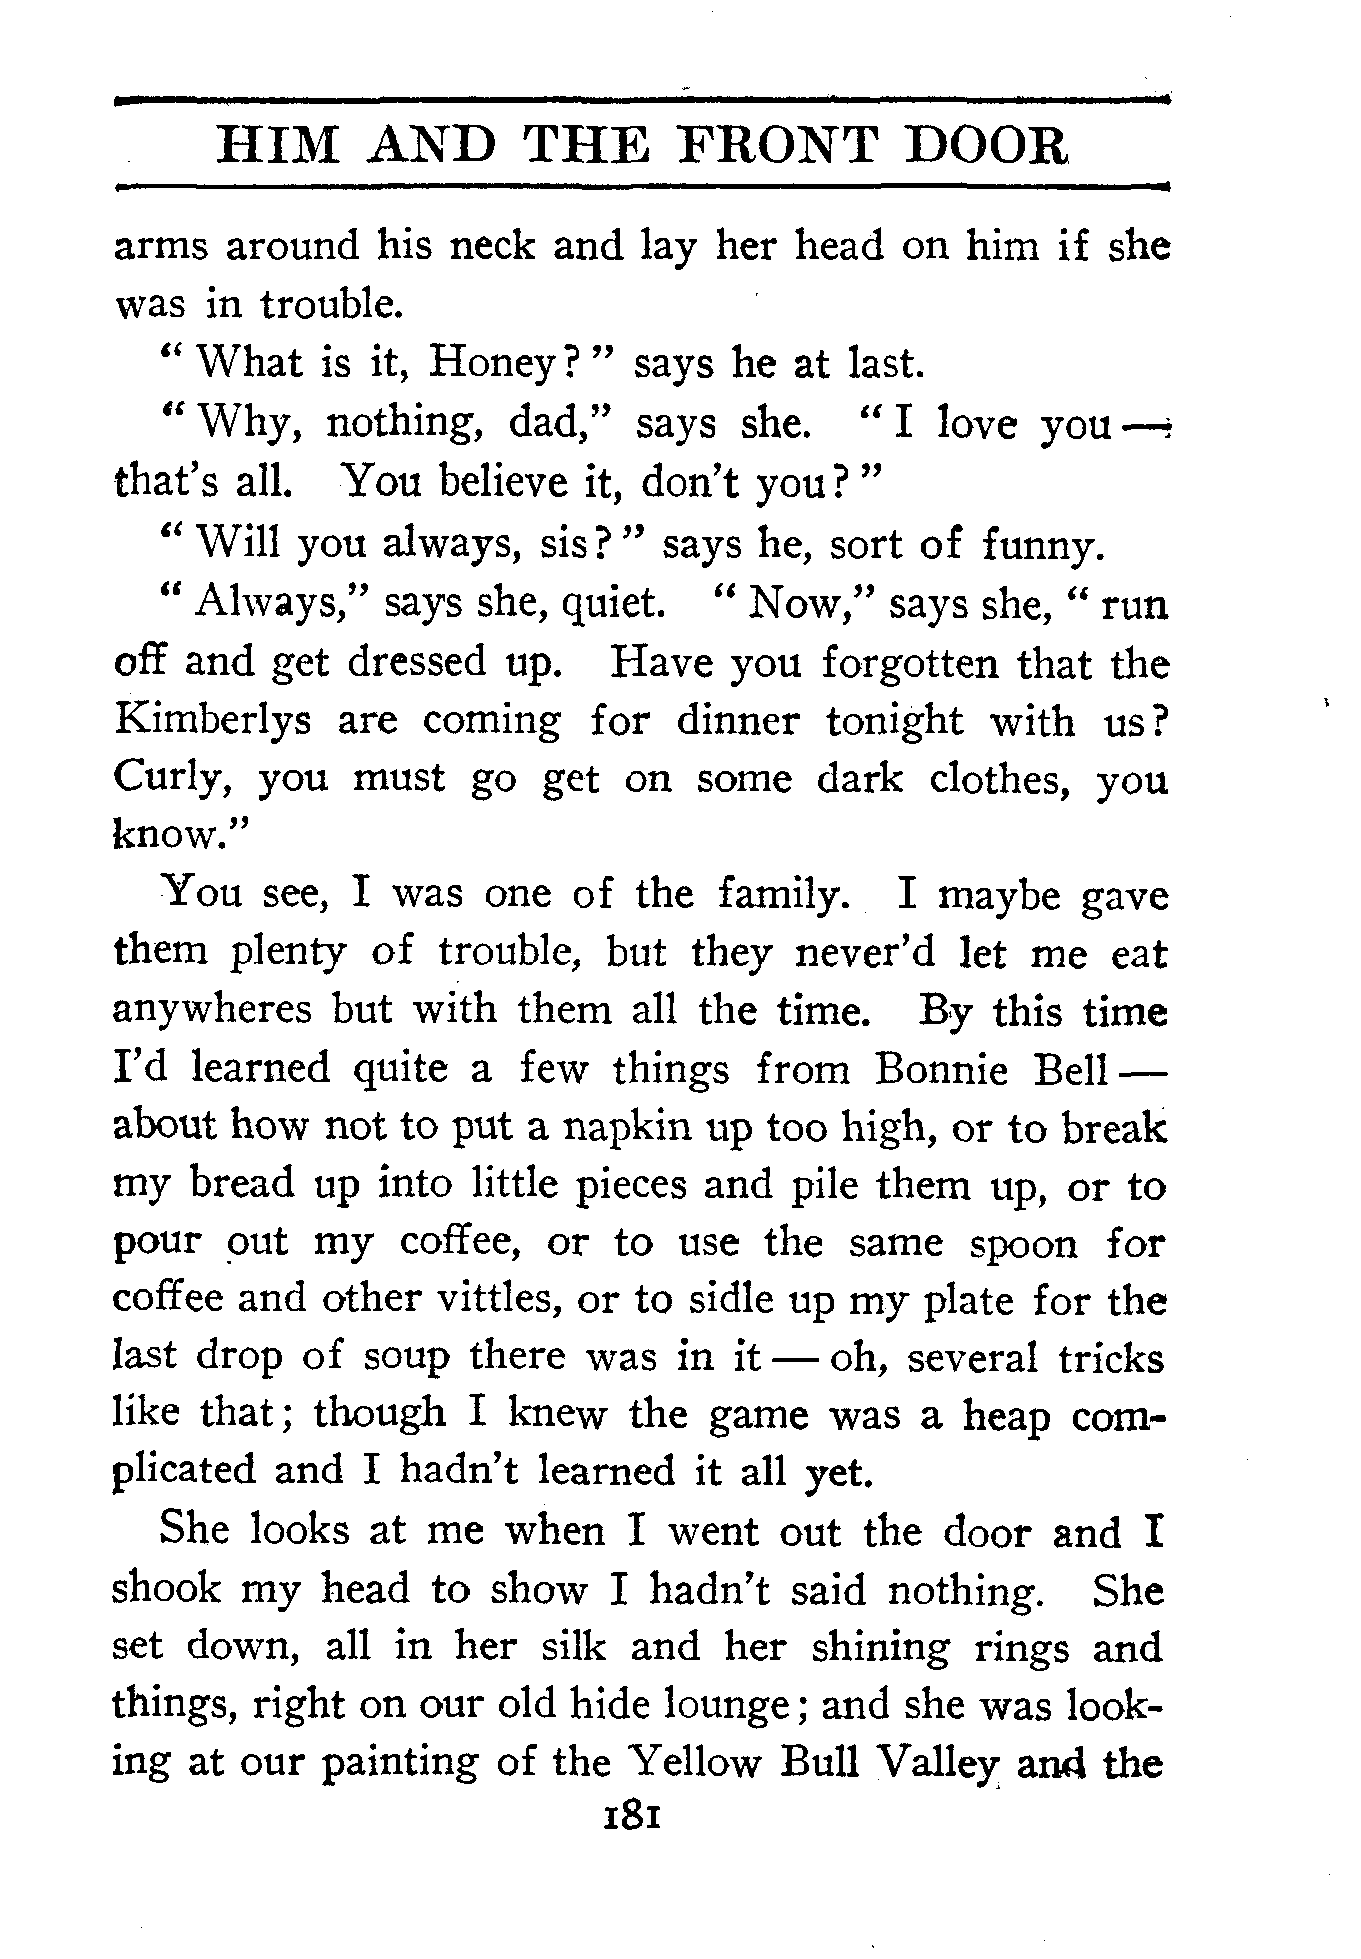 HIM AND THE FRONT DOOR
arms around his neck and lay her head on him if she
was in trouble.
“ What is it, Honey? ” says he at last.
“ Why, nothing, dad,” says she. “ I love you —
that’s all. You believe it, don’t you? ”
“ Will you always, sis? ” says he, sort of funny.
“ Always,” says she, quiet. “ Now,” says she, “ run
off and get dressed up. Have you forgotten that the
Kimberlys are coming for dinner tonight with us?
Curly, you must go get on some dark clothes, you
know.”
You see, I was one of the family. I maybe gave
them plenty of trouble, but they never’d let me eat
anywheres but with them all the time. By this time
I’d learned quite a few things from Bonnie Bell —
about how not to put a napkin up too high, or to break
my bread up into little pieces and pile them up, or to
pour out my coffee, or to use the same spoon for
coffee and other vittles, or to sidle up my plate for the
last drop of soup there was in it — oh, several tricks
like that; though I knew the game was a heap com-
plicated and I hadn’t learned it all yet.
She looks at me when I went out the door and I
shook my head to show I hadn’t said nothing. She
set down, all in her silk and her shining rings and
things, right on our old hide lounge; and she was look-
ing at our painting of the Yellow Bull Valley and the
181